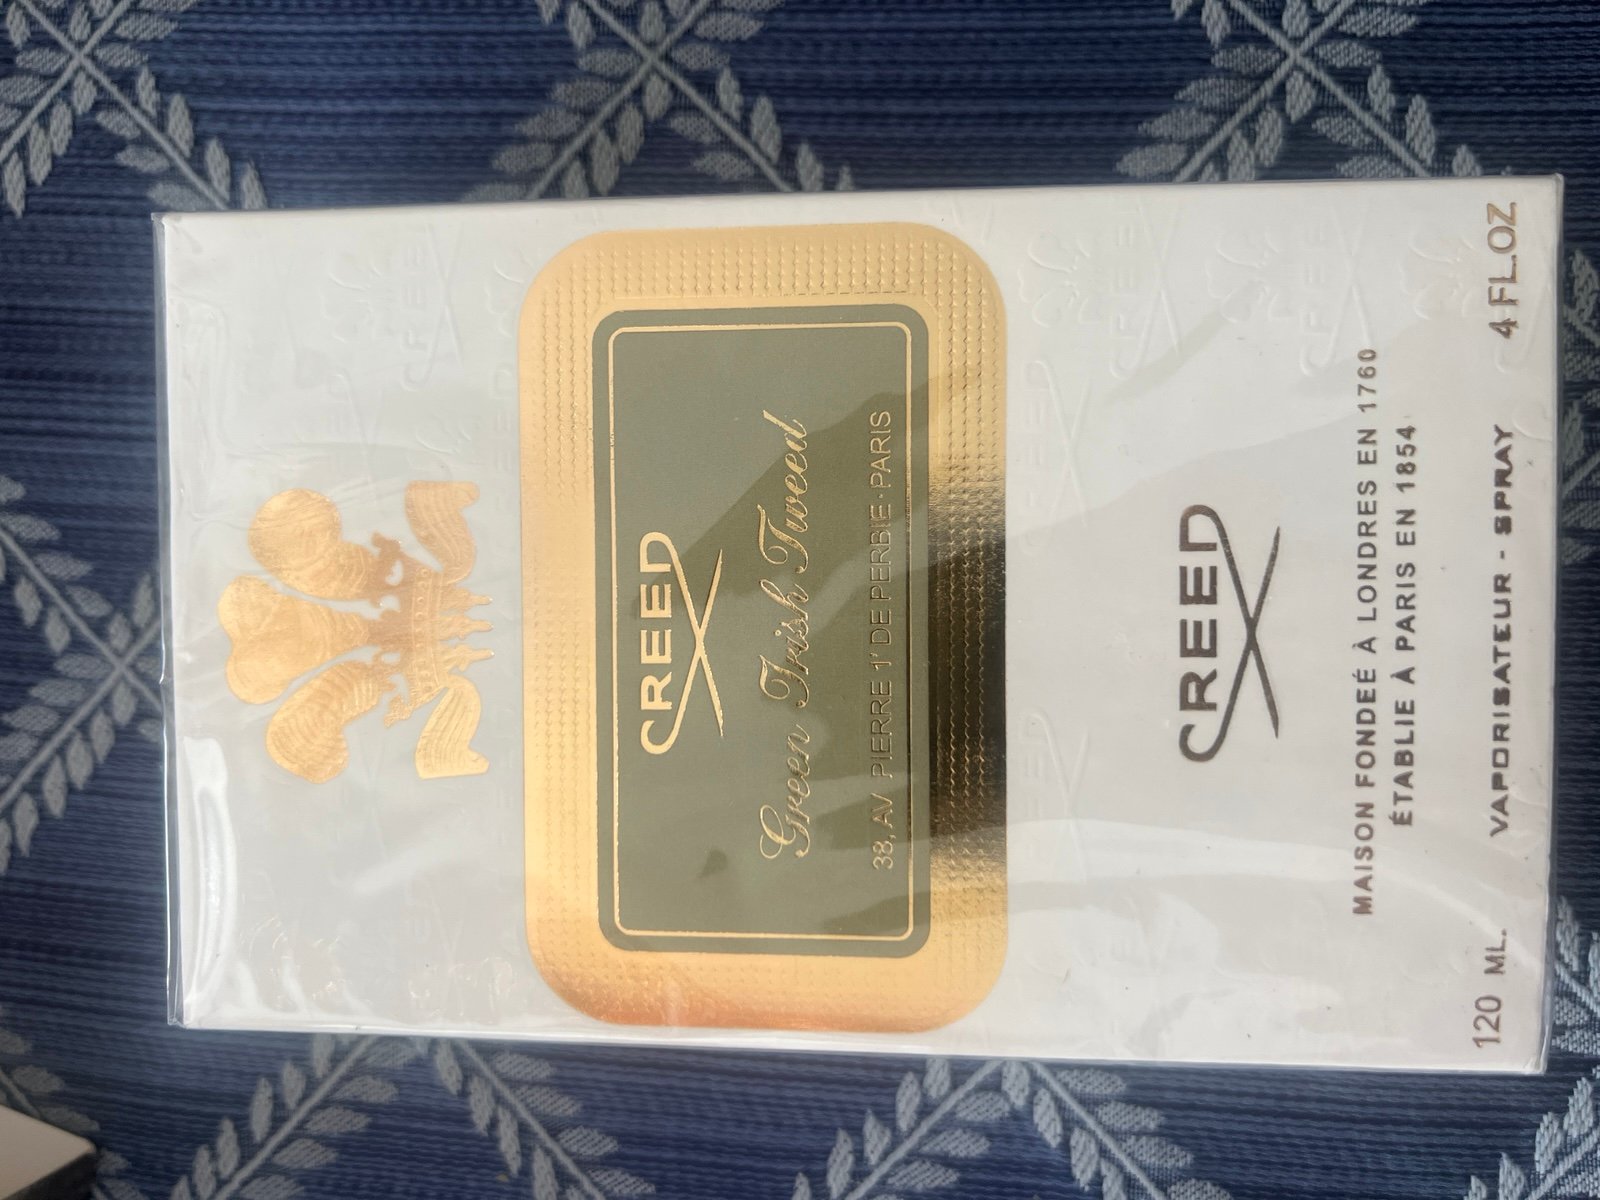 CREED
Green Irish Tweed
38, AV PIERRE 1' DE PERBIE·PARIS
CREED
MAISON FONDEÉ À LONDRES EN 1760
ÉTABLIE À PARIS EN 1854
120 ML. VAPORISATEUR - SPRAY 4 FL.OZ